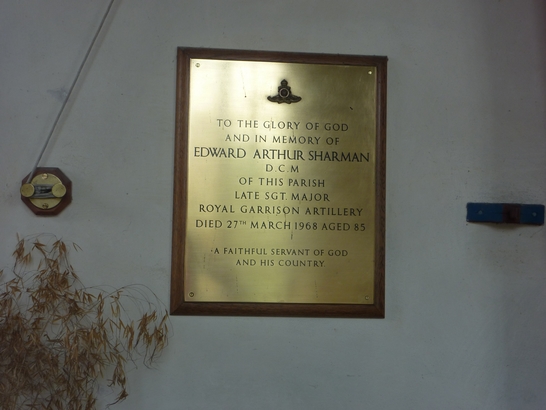 TO THE GLORY OF GOD
AND IN MEMORY OF
EDWARD ARTHUR SHARMAN
D.C.M
OF THIS PARISH
LATE SGT. MAJOR
ROYAL GARRISON ARTILLERY
DIED 27TH MARCH 1968 AGED 85
A FAITHFUL SERVANT OF GOD
AND HIS COUNTRY